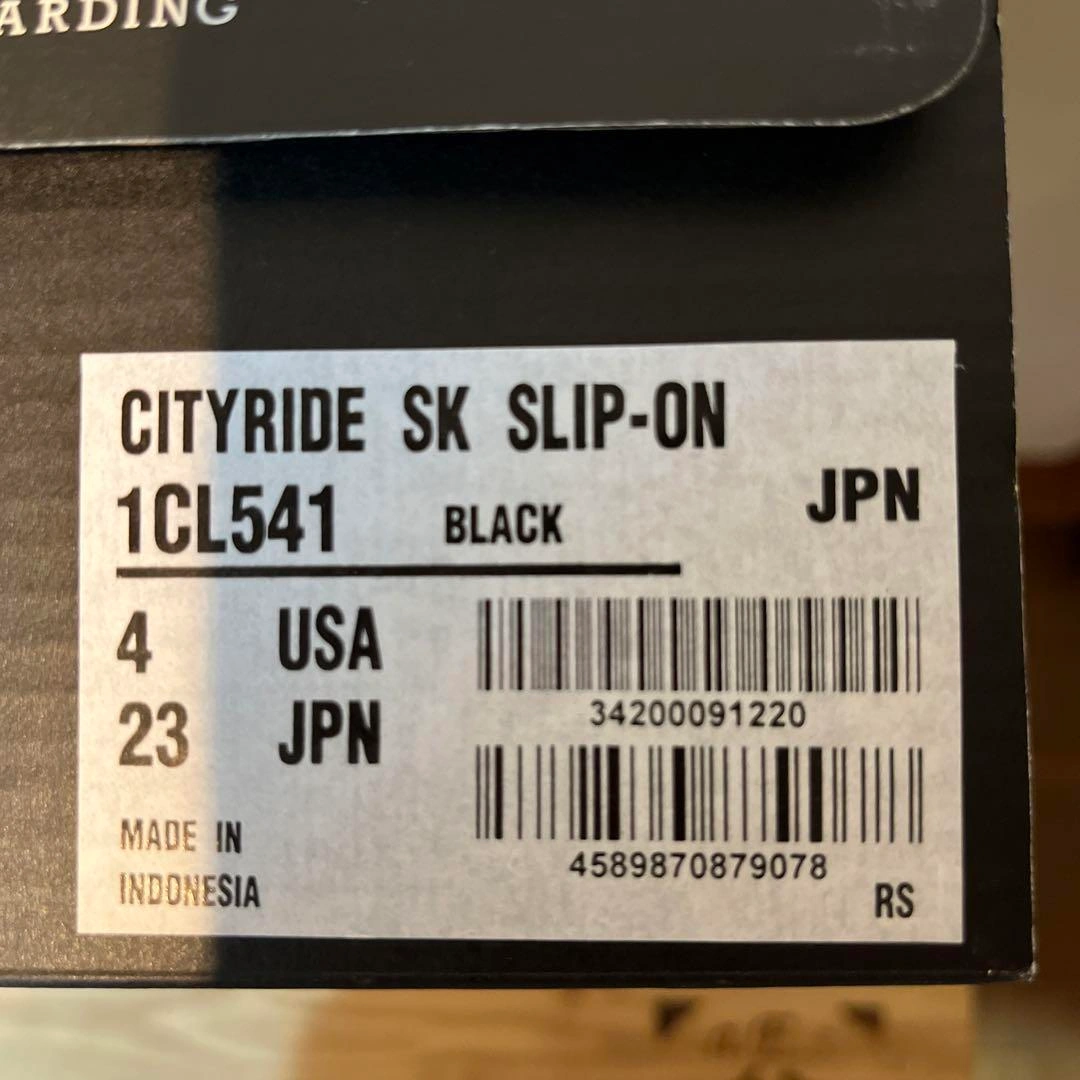 ARDING
CITYRIDE SK SLIP-ON
1CL541 BLACK JPN
4 USA
23 JPN
34200091220
4589870879078
MADE IN
INDONESIA
RS